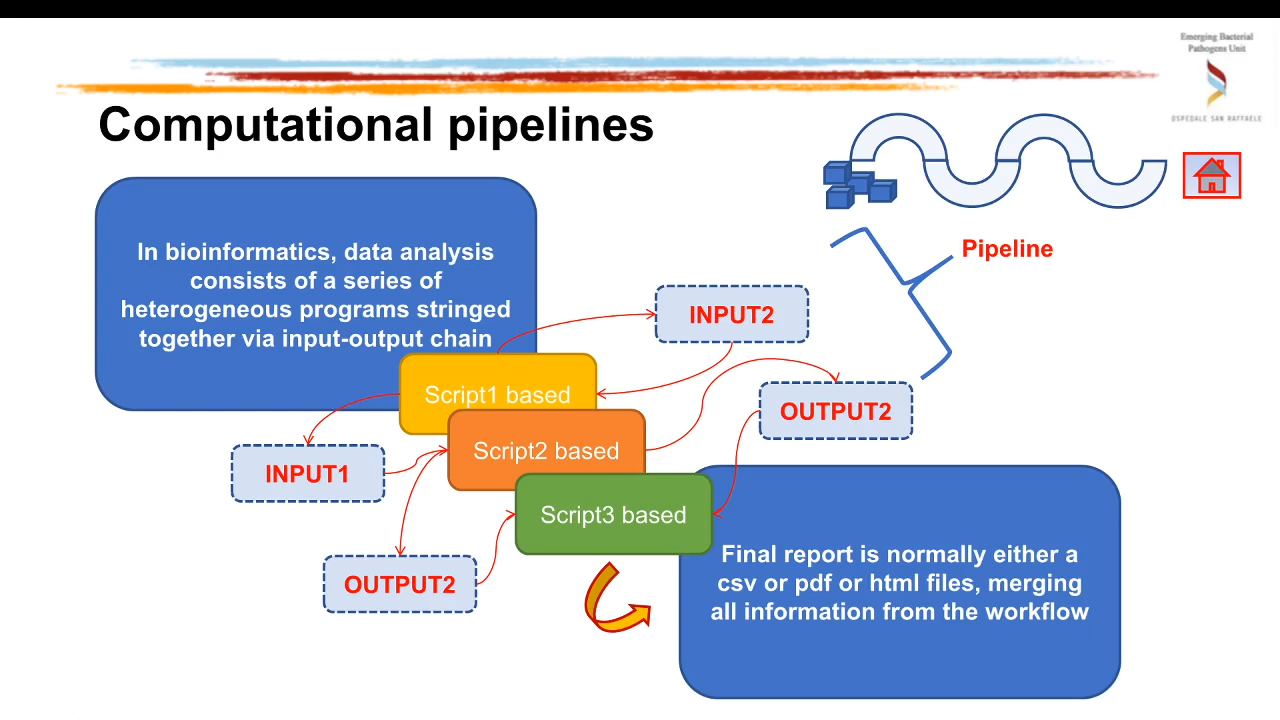 Emerging Bacterial
Pathogens Unit
OSPEDALE SAN RAFFAELE
Computational pipelines
In bioinformatics, data analysis
consists of a series of
heterogeneous programs stringed
together via input-output chain
Pipeline
INPUT2
Script1 based
OUTPUT2
Script2 based
INPUT1
Script3 based
OUTPUT2
Final report is normally either a
csv or pdf or html files, merging
all information from the workflow